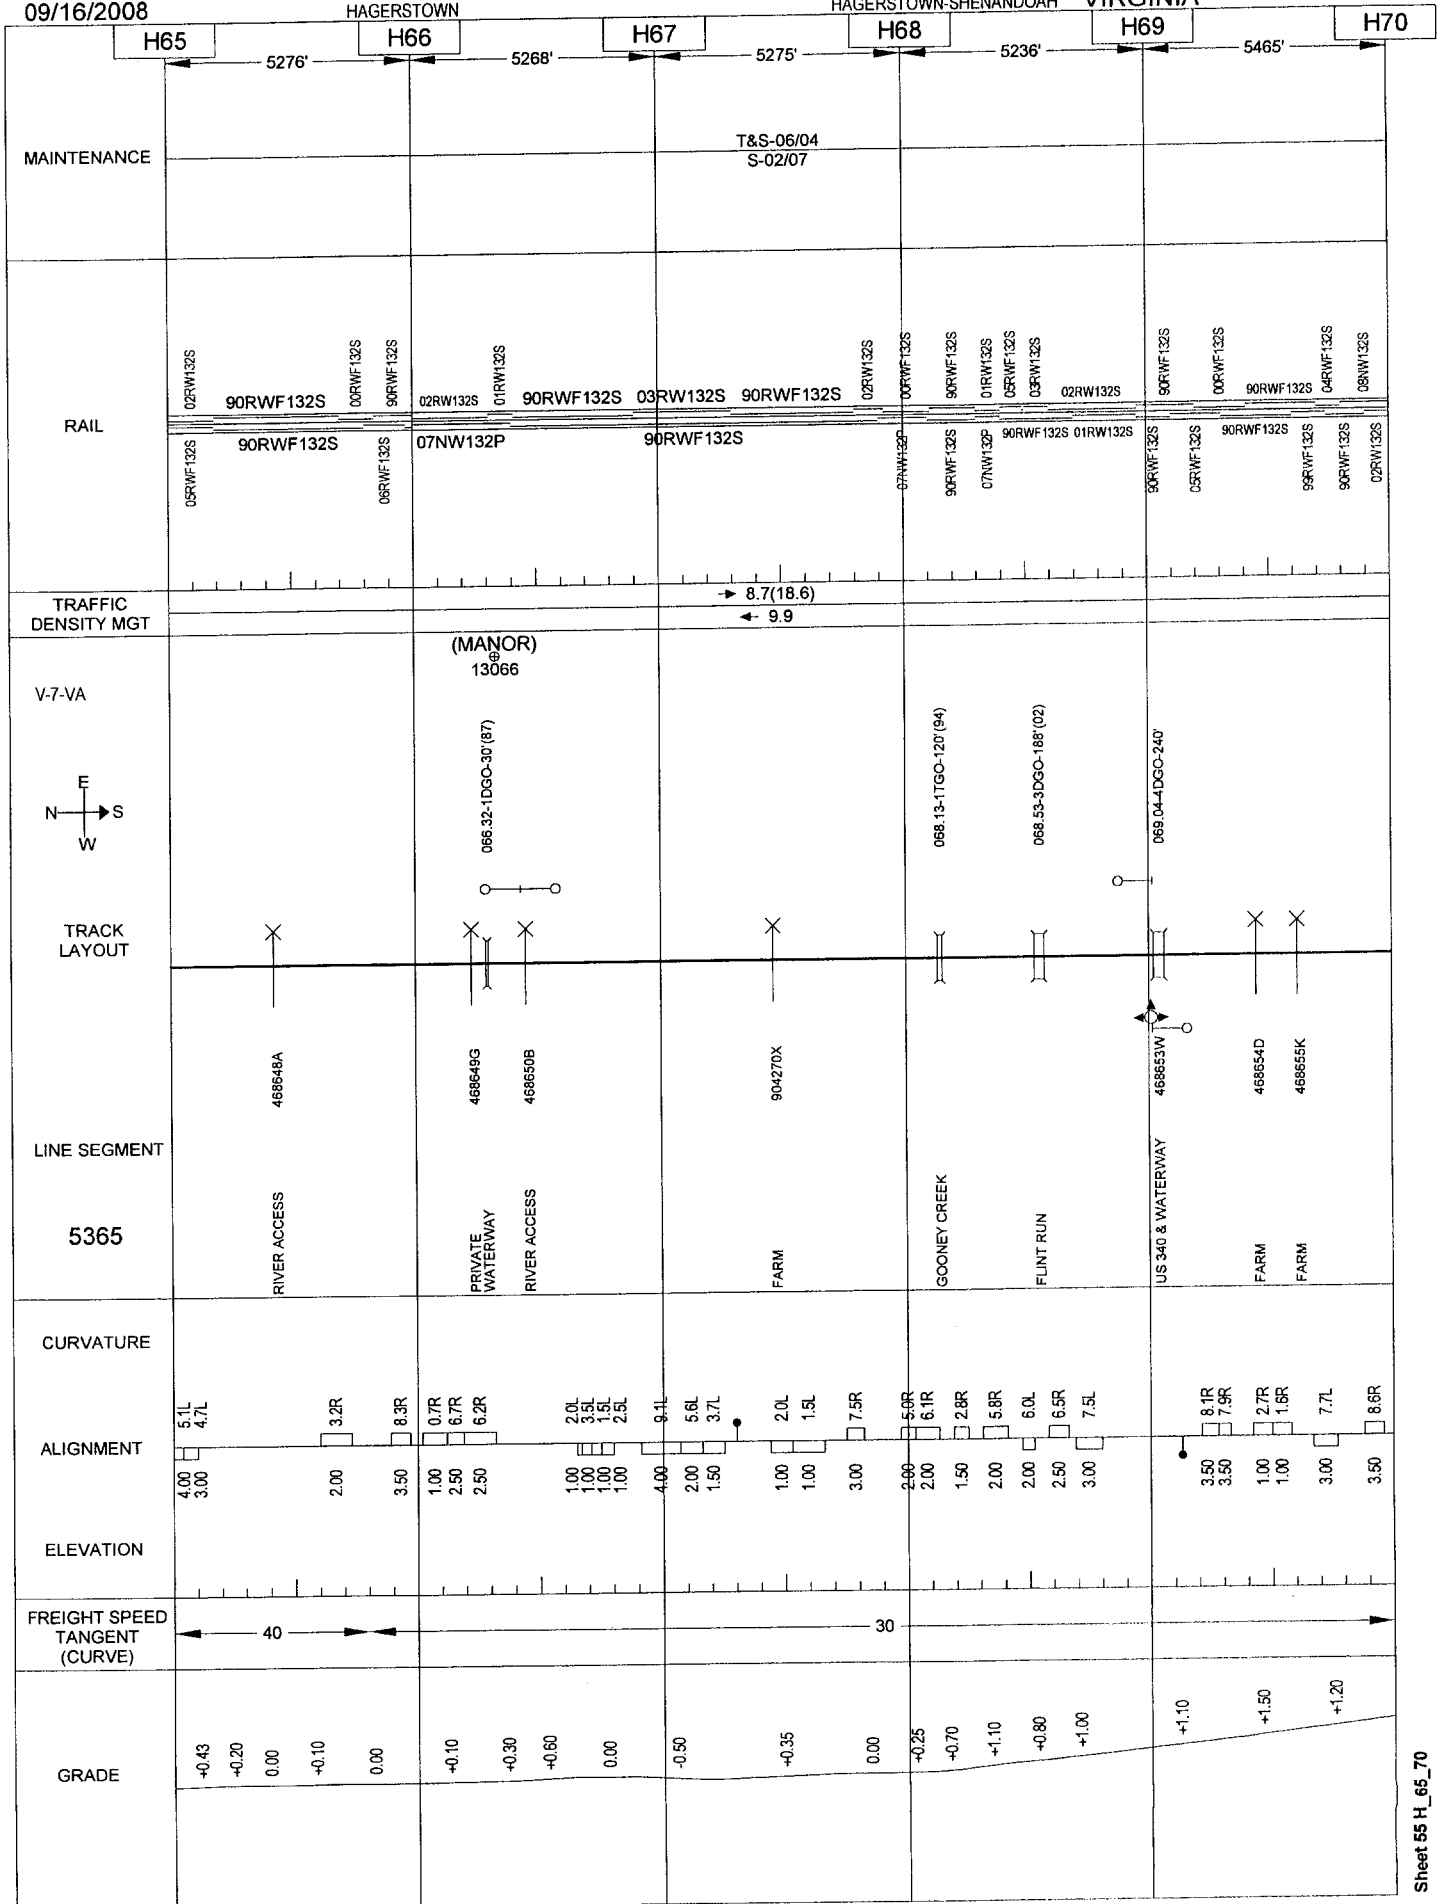 09/16/2008
HAGERSTOWN
HAGERSTOWN-SHENANDOAH VIRGINIA
H65 H66 H67 H68 H69 H70
5276' 5268' 5275' 5236' 5465'
MAINTENANCE
T&S-06/04
S-02/07
RAIL
02RW132S 90RWF132S 00RWF132S 90RWF132S 02RW132S 01RW132S 90RWF132S 03RW132S 90RWF132S 02RW132S 00RWF132S 90RWF132S 01RW132S 05RWF132S 03RW132S 02RW132S 90RWF132S 00RWF132S 90RWF132S 04RWF132S 08NW132S
05RWF132S 90RWF132S 06RWF132S 07NW132P 90RWF132S 07NW132P 90RWF132S 07NW132P 90RWF132S 01RW132S 90RWF132S 05RWF132S 90RWF132S 99RWF132S 90RWF132S 02RW132S
TRAFFIC
DENSITY MGT
8.7(18.6)
9.9
(MANOR)
13066
V-7-VA
E
N S
W
066.32-1DGO-30'(87)
068.13-1TGO-120'(94)
068.53-3DGO-188'(02)
069.04-4DGO-240'
TRACK
LAYOUT
468648A 468649G 468650B 904270X 468653W 468654D 468655K
LINE SEGMENT
5365
RIVER ACCESS
PRIVATE
WATERWAY
RIVER ACCESS
FARM
GOONEY CREEK
FLINT RUN
US 340 & WATERWAY
FARM
FARM
CURVATURE
5.1L 4.7L 3.2R 8.3R 0.7R 6.7R 6.2R 2.0L 3.5L 1.5L 2.5L 9.1L 5.6L 3.7L 2.0L 1.5L 7.5R 5.0R 6.1R 2.8R 5.8R 6.0L 6.5R 7.5L 8.1R 7.9R 2.7R 1.6R 7.7L 8.6R
ALIGNMENT
4.00 3.00 2.00 3.50 1.00 2.50 2.50 1.00 1.00 1.00 1.00 4.00 2.00 1.50 1.00 1.00 3.00 2.00 2.00 1.50 2.00 2.00 2.50 3.00 3.50 3.50 1.00 1.00 3.00 3.50
ELEVATION
FREIGHT SPEED
TANGENT
(CURVE)
40 30
GRADE
+0.43 +0.20 0.00 +0.10 0.00 +0.10 +0.30 +0.60 0.00 -0.50 +0.35 0.00 +0.25 +0.70 +1.10 +0.80 +1.00 +1.10 +1.50 +1.20
Sheet 55 H_65_70